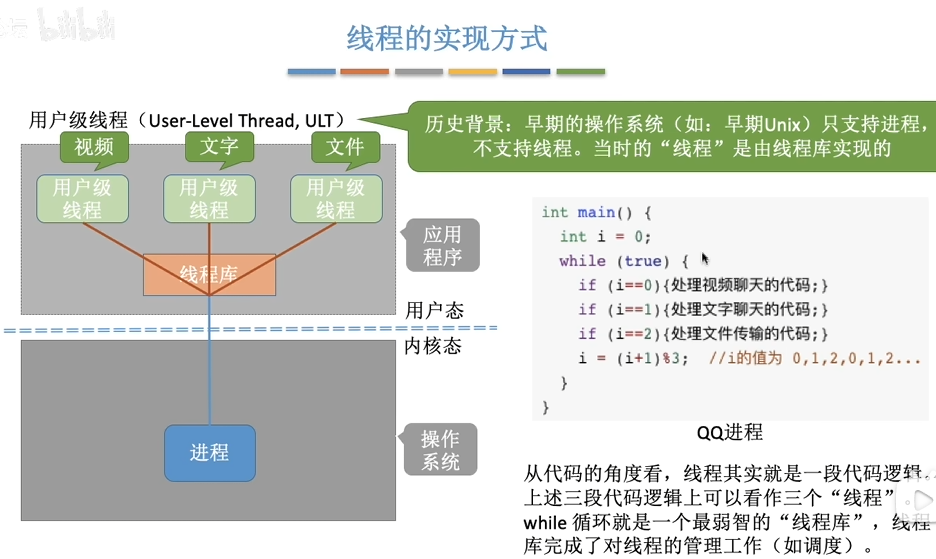 bilibili
线程的实现方式
用户级线程（User-Level Thread, ULT）
历史背景：早期的操作系统（如：早期Unix）只支持进程，
不支持线程。当时的“线程”是由线程库实现的
视频
文字
文件
用户级
线程
用户级
线程
用户级
线程
线程库
应用
程序
用户态
内核态
进程
操作
系统
int main() {
int i = 0;
while (true) {
if (i==0){处理视频聊天的代码;}
if (i==1){处理文字聊天的代码;}
if (i==2){处理文件传输的代码;}
i = (i+1)%3; //i的值为 0,1,2,0,1,2...
}
}
QQ进程
从代码的角度看，线程其实就是一段代码逻辑。
上述三段代码逻辑上可以看作三个“线程”。
while 循环就是一个最弱智的“线程库”，线程
库完成了对线程的管理工作（如调度）。